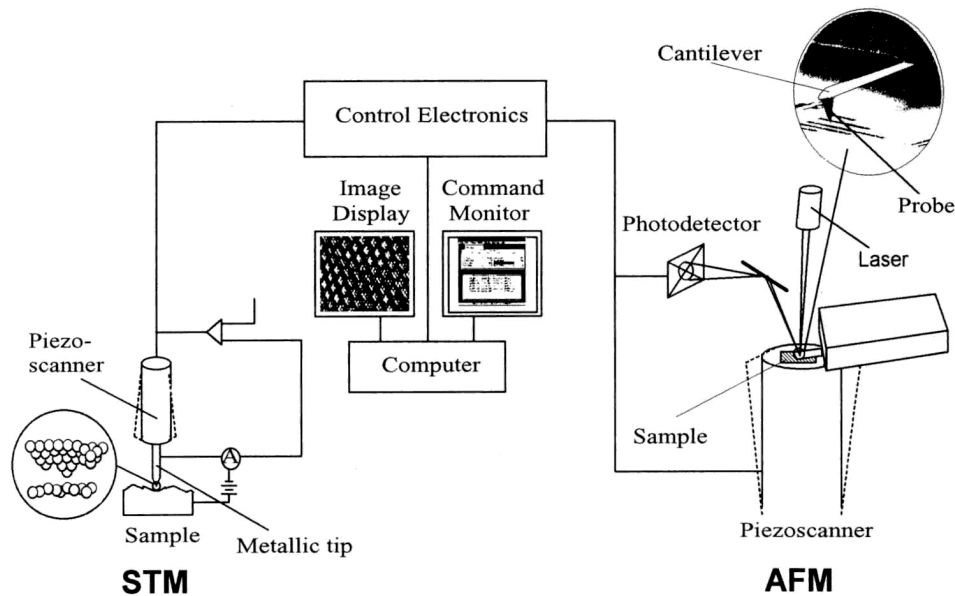 Cantilever
Control Electronics
Image
Display
Command
Monitor
Probe
Photodetector
Laser
Piezo-
scanner
Computer
A
Sample
Sample
Metallic tip
Piezoscanner
STM
AFM